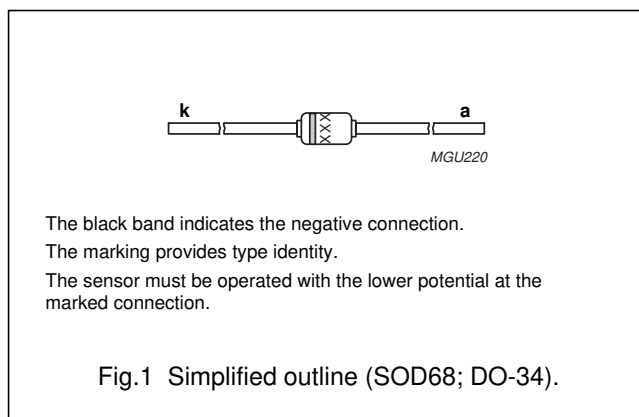 k a
MGU220
The black band indicates the negative connection.
The marking provides type identity.
The sensor must be operated with the lower potential at the
marked connection.
Fig.1 Simplified outline (SOD68; DO-34).